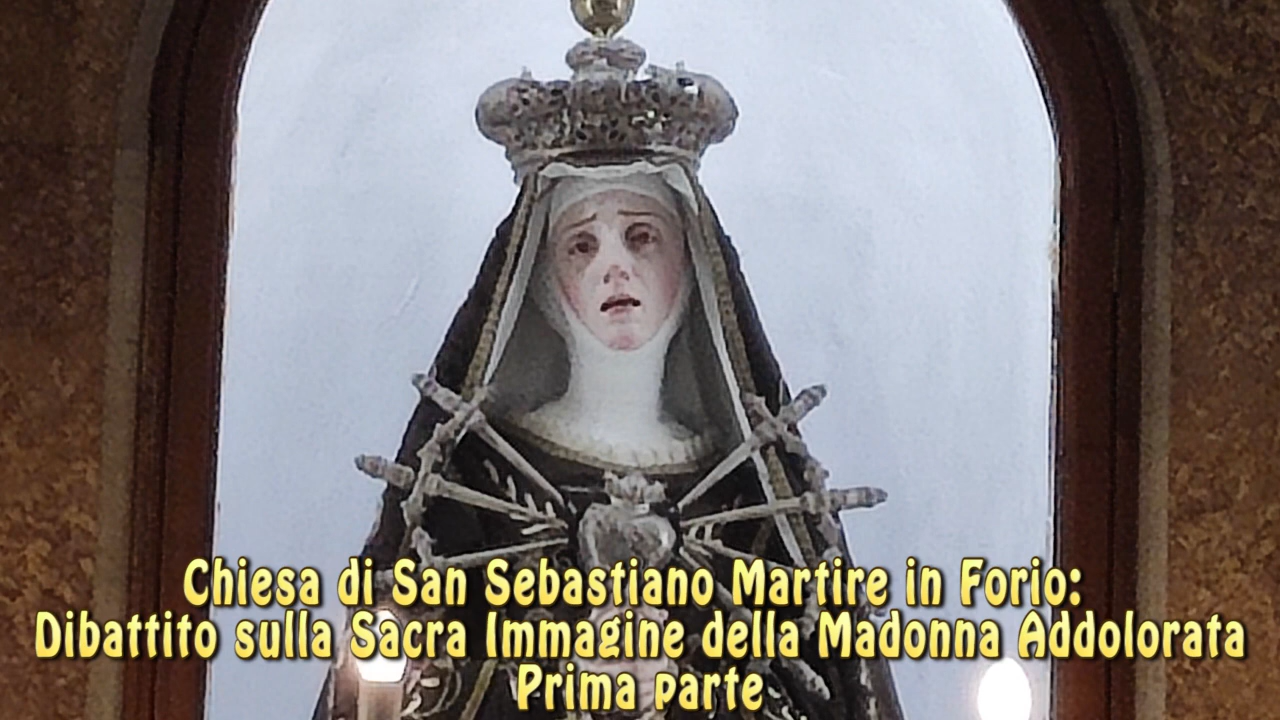 Chiesa di San Sebastiano Martire in Forio:
Dibattito sulla Sacra Immagine della Madonna Addolorata
Prima parte